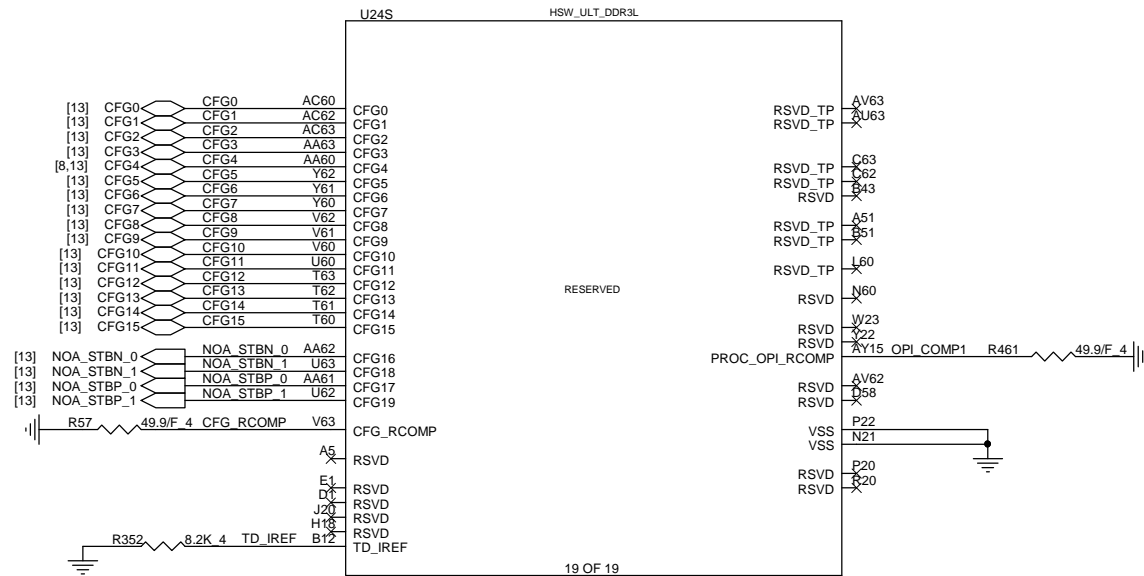 U24S HSW_ULT_DDR3L
[13] CFG0 CFG0 AC60 CFG0 RSVD_TP AV63
[13] CFG1 CFG1 AC62 CFG1 RSVD_TP AU63
[13] CFG2 CFG2 AC63 CFG2
[13] CFG3 CFG3 AA63 CFG3
[8,13] CFG4 CFG4 AA60 CFG4 RSVD_TP C63
[13] CFG5 CFG5 Y62 CFG5 RSVD_TP C62
[13] CFG6 CFG6 Y61 CFG6 RSVD B43
[13] CFG7 CFG7 Y60 CFG7
[13] CFG8 CFG8 V62 CFG8 RSVD_TP A51
[13] CFG9 CFG9 V61 CFG9 RSVD_TP B51
[13] CFG10 CFG10 V60 CFG10
[13] CFG11 CFG11 U60 CFG11 RSVD_TP L60
[13] CFG12 CFG12 T63 CFG12
RESERVED
[13] CFG13 CFG13 T62 CFG13 RSVD N60
[13] CFG14 CFG14 T61 CFG14
[13] CFG15 CFG15 T60 CFG15 RSVD W23
RSVD Y22
[13] NOA_STBN_0 NOA_STBN_0 AA62 CFG16 PROC_OPI_RCOMP AY15 OPI_COMP1 R461 49.9/F_4
[13] NOA_STBN_1 NOA_STBN_1 U63 CFG18
[13] NOA_STBP_0 NOA_STBP_0 AA61 CFG17 RSVD AV62
[13] NOA_STBP_1 NOA_STBP_1 U62 CFG19 RSVD D58
R57 49.9/F_4 CFG_RCOMP V63 CFG_RCOMP VSS P22
VSS N21
A5 RSVD
RSVD P20
E1 RSVD RSVD R20
D1 RSVD
J20 RSVD
H18 RSVD
R352 8.2K_4 TD_IREF B12 TD_IREF
19 OF 19